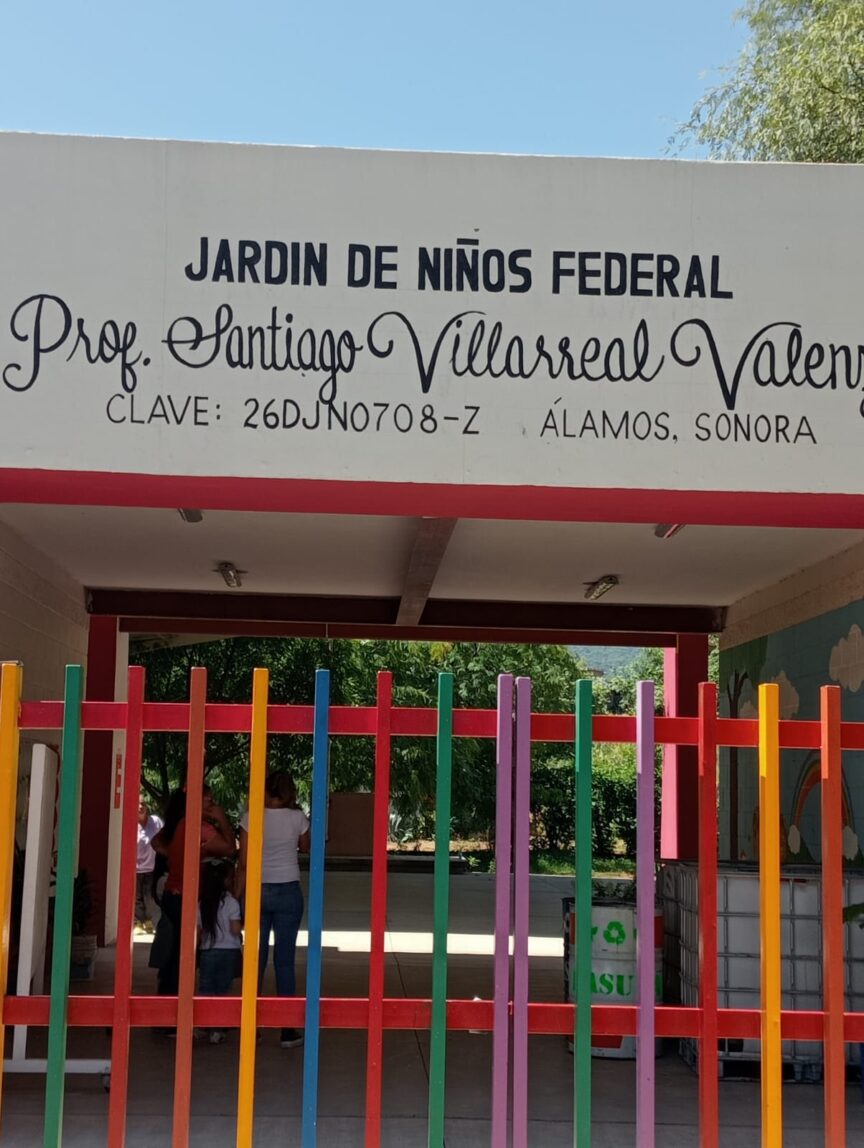 JARDIN DE NIÑOS FEDERAL
Prof. Santiago Villarreal
CLAVE: 26DJN0708-Z ÁLAMOS, SONORA